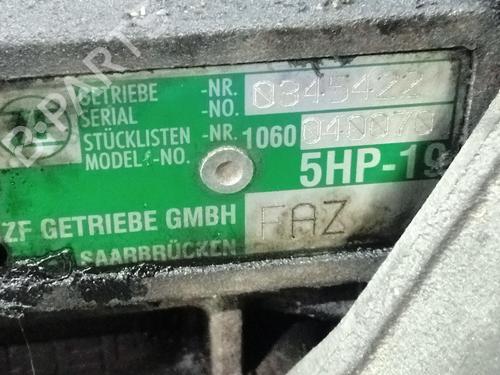 GETRIEBE -NR. 0345422
SERIAL -NO.
STÜCKLISTEN -NR. 1060 040070
MODEL -NO.
5HP-19
ZF GETRIEBE GMBH FAZ
SAARBRÜCKEN
B-PART